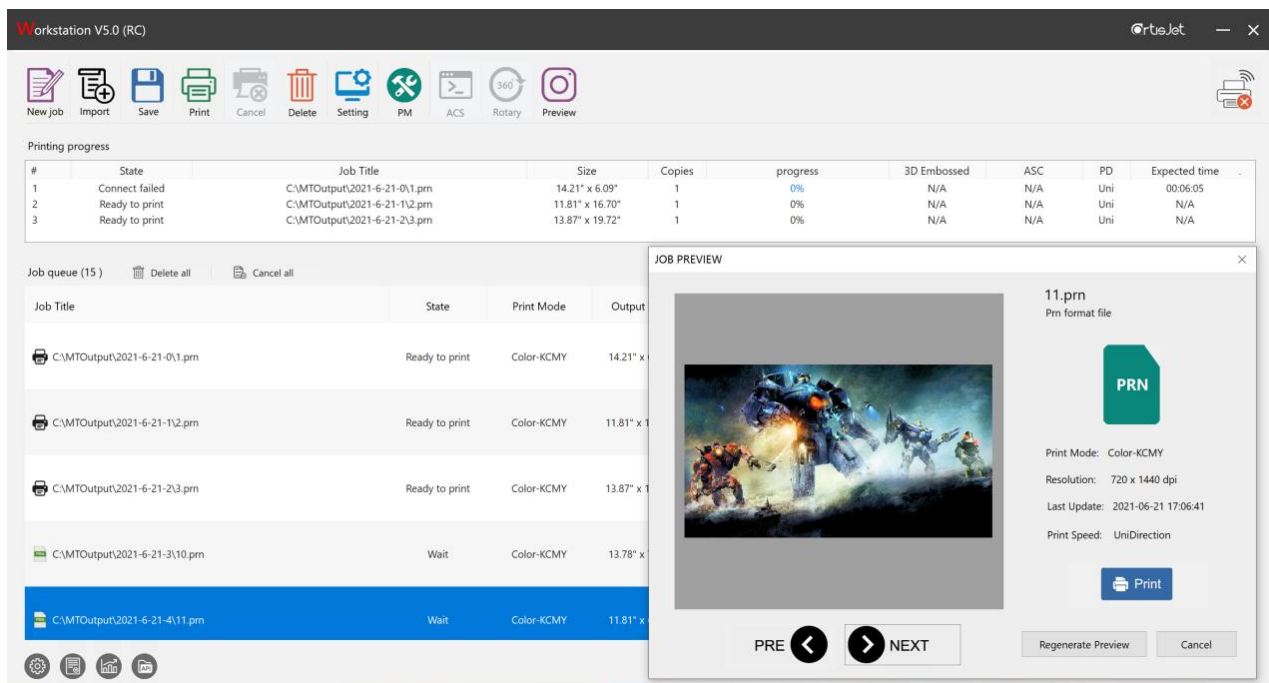 Workstation V5.0 (RC)
artisJet
New job Import Save Print Cancel Delete Setting PM ACS Rotary Preview
360°
Printing progress
# State Job Title Size Copies progress 3D Embossed ASC PD Expected time
1 Connect failed C:\MTOutput\2021-6-21-0\1.prn 14.21" x 6.09" 1 0% N/A N/A Uni 00:06:05
2 Ready to print C:\MTOutput\2021-6-21-1\2.prn 11.81" x 16.70" 1 0% N/A N/A Uni N/A
3 Ready to print C:\MTOutput\2021-6-21-2\3.prn 13.87" x 19.72" 1 0% N/A N/A Uni N/A
Job queue (15 ) Delete all Cancel all
Job Title State Print Mode Output
C:\MTOutput\2021-6-21-0\1.prn Ready to print Color-KCMY 14.21" x
C:\MTOutput\2021-6-21-1\2.prn Ready to print Color-KCMY 11.81" x 1
C:\MTOutput\2021-6-21-2\3.prn Ready to print Color-KCMY 13.87" x 1
C:\MTOutput\2021-6-21-3\10.prn Wait Color-KCMY 13.78" x
C:\MTOutput\2021-6-21-4\11.prn Wait Color-KCMY 11.81" x
API
JOB PREVIEW
11.prn
Prn format file
PRN
Print Mode: Color-KCMY
Resolution: 720 x 1440 dpi
Last Update: 2021-06-21 17:06:41
Print Speed: UniDirection
Print
PRE NEXT
Regenerate Preview Cancel